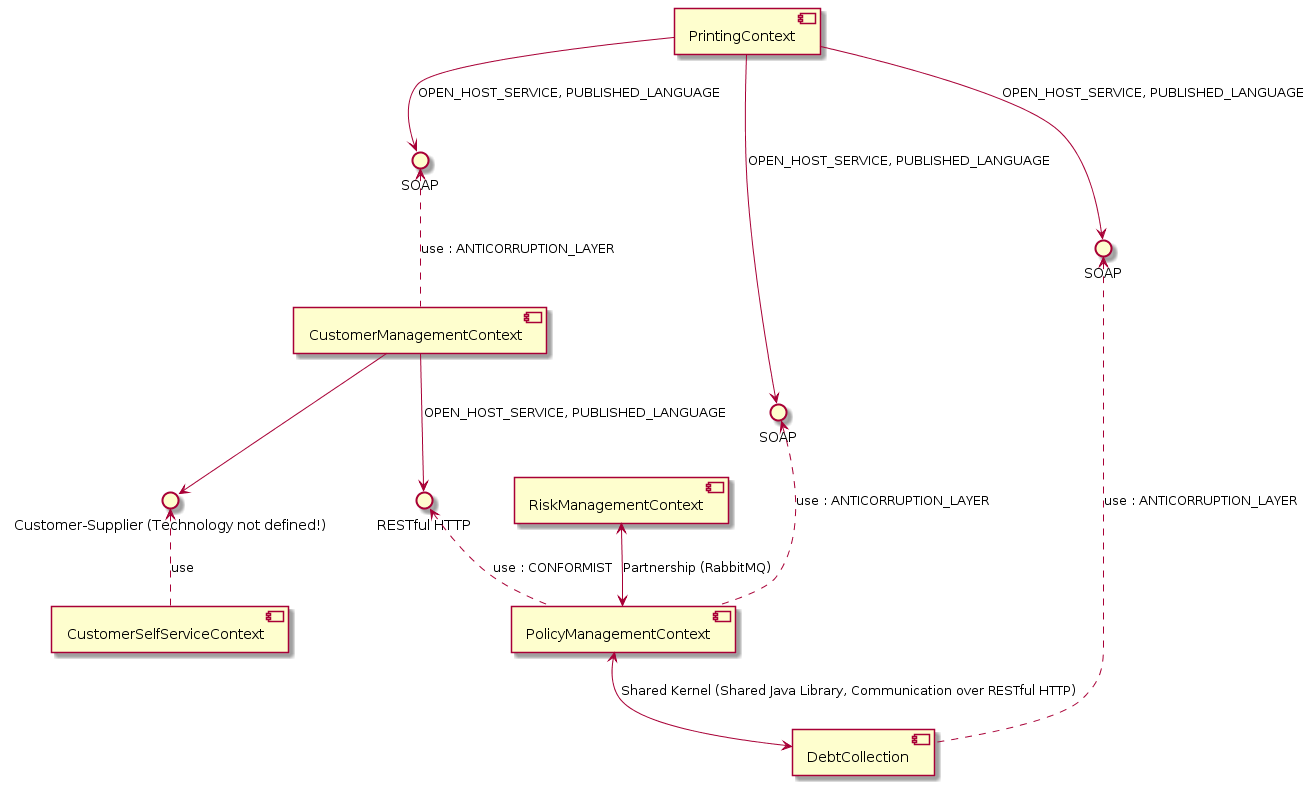 PrintingContext
OPEN_HOST_SERVICE, PUBLISHED_LANGUAGE
OPEN_HOST_SERVICE, PUBLISHED_LANGUAGE
OPEN_HOST_SERVICE, PUBLISHED_LANGUAGE
SOAP
use : ANTICORRUPTION_LAYER
SOAP
CustomerManagementContext
OPEN_HOST_SERVICE, PUBLISHED_LANGUAGE
SOAP
use : ANTICORRUPTION_LAYER
use : ANTICORRUPTION_LAYER
RiskManagementContext
Customer-Supplier (Technology not defined!)
RESTful HTTP
use
use : CONFORMIST
Partnership (RabbitMQ)
CustomerSelfServiceContext
PolicyManagementContext
Shared Kernel (Shared Java Library, Communication over RESTful HTTP)
DebtCollection